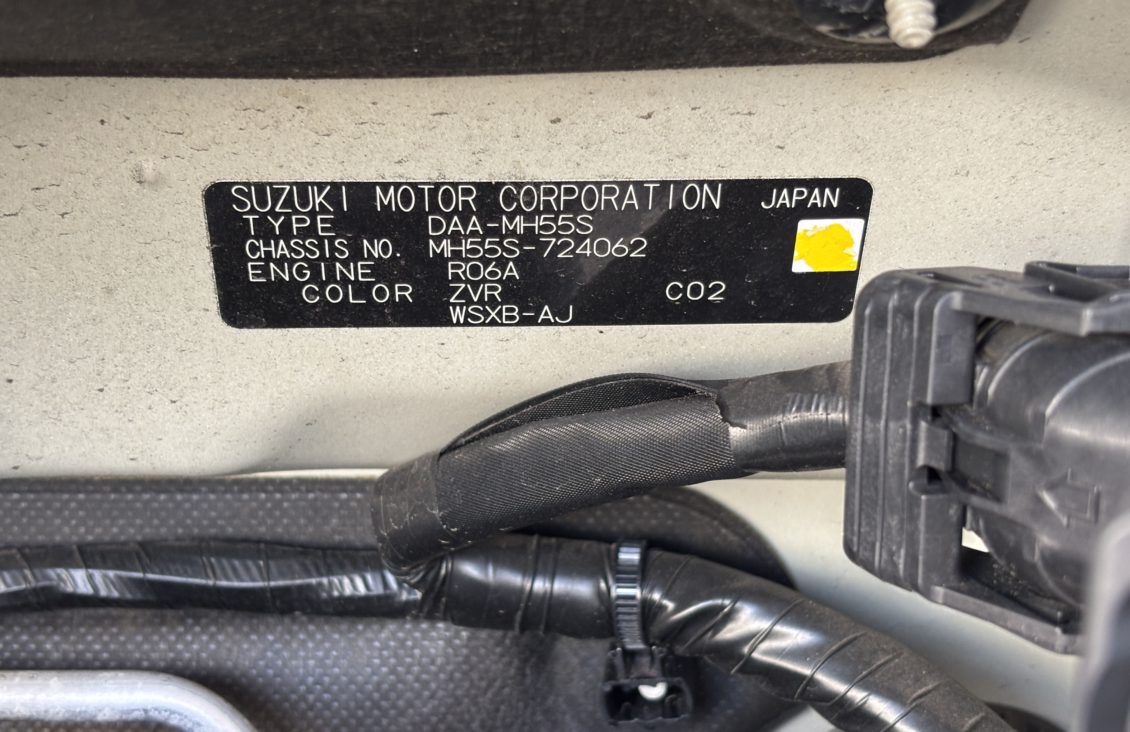 SUZUKI MOTOR CORPORATION JAPAN
TYPE DAA-MH55S
CHASSIS NO. MH55S-724062
ENGINE R06A
COLOR ZVR C02
WSXB-AJ